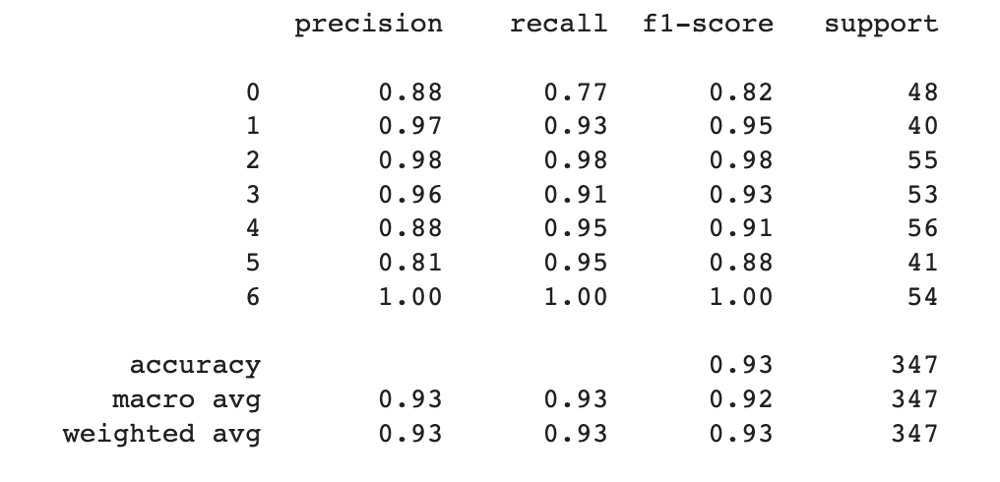 precision recall f1-score support
0 0.88 0.77 0.82 48
1 0.97 0.93 0.95 40
2 0.98 0.98 0.98 55
3 0.96 0.91 0.93 53
4 0.88 0.95 0.91 56
5 0.81 0.95 0.88 41
6 1.00 1.00 1.00 54
accuracy 0.93 347
macro avg 0.93 0.93 0.92 347
weighted avg 0.93 0.93 0.93 347